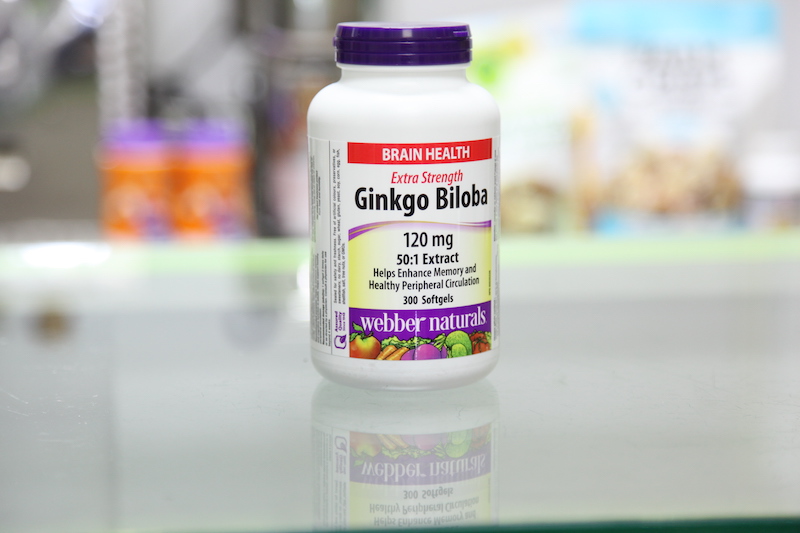 BRAIN HEALTH
Extra Strength
Ginkgo Biloba
120 mg
50:1 Extract
Helps Enhance Memory and
Healthy Peripheral Circulation
300 Softgels
webber naturals